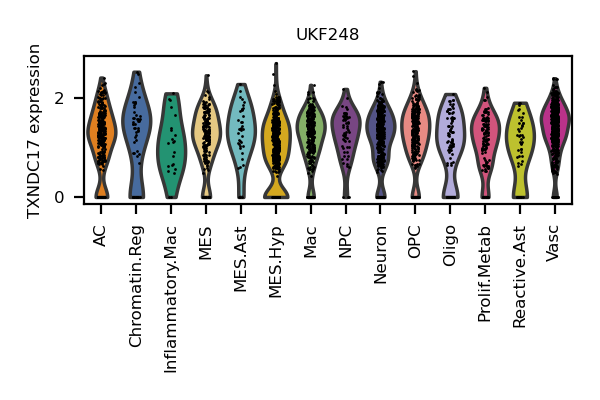 UKF248
TXNDC17 expression
2
0
AC
Chromatin.Reg
Inflammatory.Mac
MES
MES.Ast
MES.Hyp
Mac
NPC
Neuron
OPC
Oligo
Prolif.Metab
Reactive.Ast
Vasc